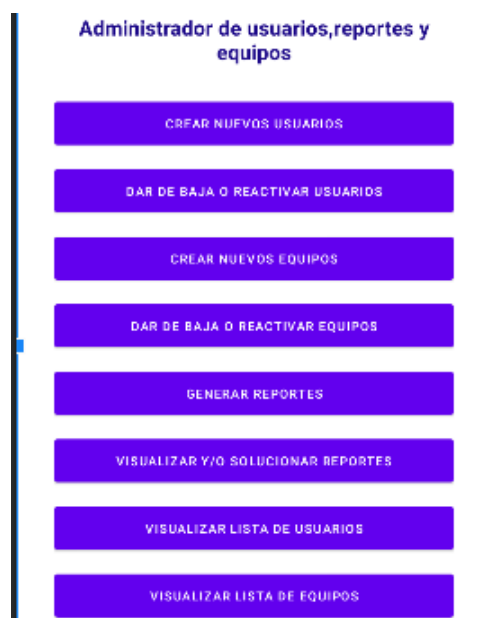 Administrador de usuarios,reportes y
equipos
CREAR NUEVOS USUARIOS
DAR DE BAJA O REACTIVAR USUARIOS
CREAR NUEVOS EQUIPOS
DAR DE BAJA O REACTIVAR EQUIPOS
GENERAR REPORTES
VISUALIZAR Y/O SOLUCIONAR REPORTES
VISUALIZAR LISTA DE USUARIOS
VISUALIZAR LISTA DE EQUIPOS